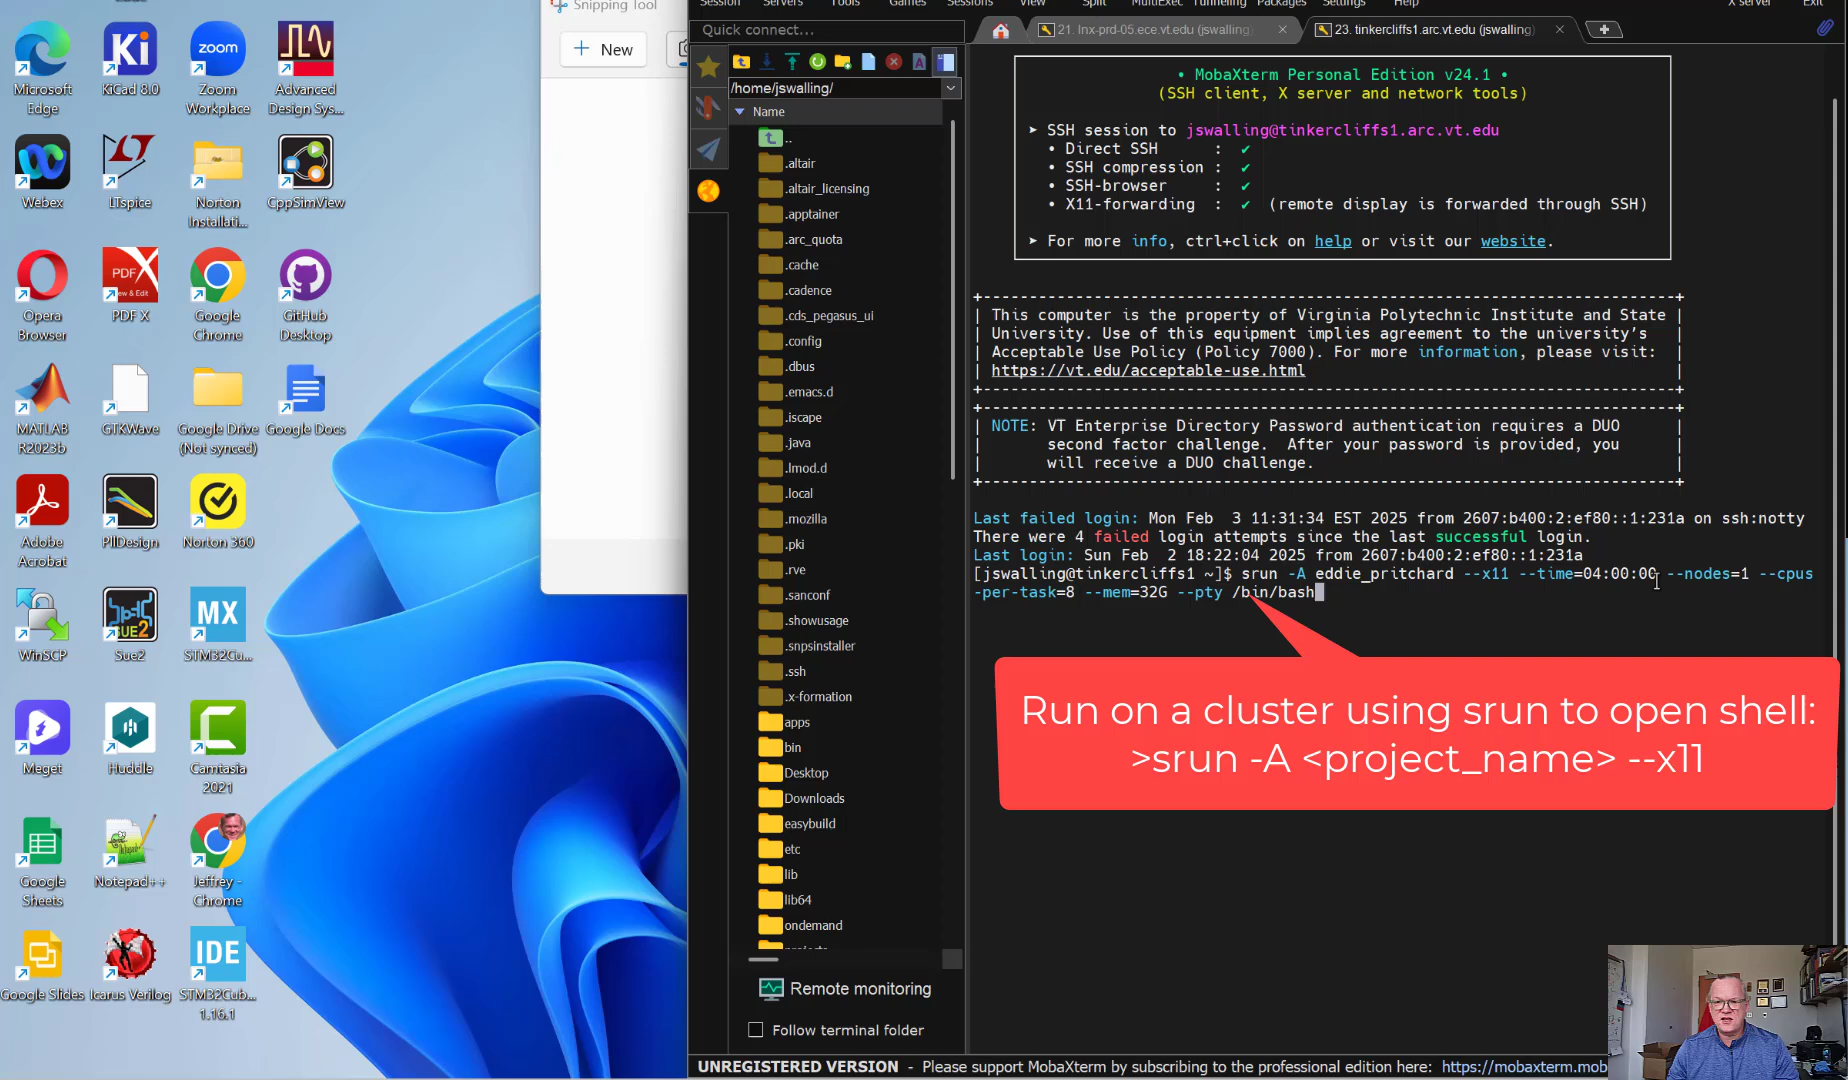 Microsoft
Edge
KiCad 8.0
Zoom
Workplace
Advanced
Design Sys...
Webex
LTspice
Norton
Installati...
CppSimView
Opera
Browser
PDF X
Google
Chrome
GitHub
Desktop
MATLAB
R2023b
GTKWave
Google Drive
(Not synced)
Google Docs
Adobe
Acrobat
PllDesign
Norton 360
WinSCP
Sue2
STM32Cu...
Meget
Huddle
Camtasia
2021
Google
Sheets
Notepad++
Jeffrey -
Chrome
Google Slides
Icarus Verilog
STM32Cub...
1.16.1
Snipping Tool
New
Session Servers Tools Games Sessions View Split MultiExec Tunneling Packages Settings Help X server Exit
Quick connect...
21. lnx-prd-05.ece.vt.edu (jswalling)
23. tinkercliffs1.arc.vt.edu (jswalling)
/home/jswalling/
Name
..
.altair
.altair_licensing
.apptainer
.arc_quota
.cache
.cadence
.cds_pegasus_ui
.config
.dbus
.emacs.d
.iscape
.java
.lmod.d
.local
.mozilla
.pki
.rve
.sanconf
.showusage
.snpsinstaller
.ssh
.x-formation
apps
bin
Desktop
Downloads
easybuild
etc
lib
lib64
ondemand
Remote monitoring
Follow terminal folder
• MobaXterm Personal Edition v24.1 •
(SSH client, X server and network tools)
➤ SSH session to jswalling@tinkercliffs1.arc.vt.edu
• Direct SSH : ✔
• SSH compression : ✔
• SSH-browser : ✔
• X11-forwarding : ✔ (remote display is forwarded through SSH)
➤ For more info, ctrl+click on help or visit our website.
+----------------------------------------------------------------------------+
| This computer is the property of Virginia Polytechnic Institute and State |
| University. Use of this equipment implies agreement to the university's |
| Acceptable Use Policy (Policy 7000). For more information, please visit: |
| https://vt.edu/acceptable-use.html |
+----------------------------------------------------------------------------+
+----------------------------------------------------------------------------+
| NOTE: VT Enterprise Directory Password authentication requires a DUO |
| second factor challenge. After your password is provided, you |
| will receive a DUO challenge. |
+----------------------------------------------------------------------------+
Last failed login: Mon Feb 3 11:31:34 EST 2025 from 2607:b400:2:ef80::1:231a on ssh:notty
There were 4 failed login attempts since the last successful login.
Last login: Sun Feb 2 18:22:04 2025 from 2607:b400:2:ef80::1:231a
[jswalling@tinkercliffs1 ~]$ srun -A eddie_pritchard --x11 --time=04:00:00 --nodes=1 --cpus
-per-task=8 --mem=32G --pty /bin/bash
Run on a cluster using srun to open shell:
>srun -A <project_name> --x11
UNREGISTERED VERSION - Please support MobaXterm by subscribing to the professional edition here: https://mobaxterm.mob